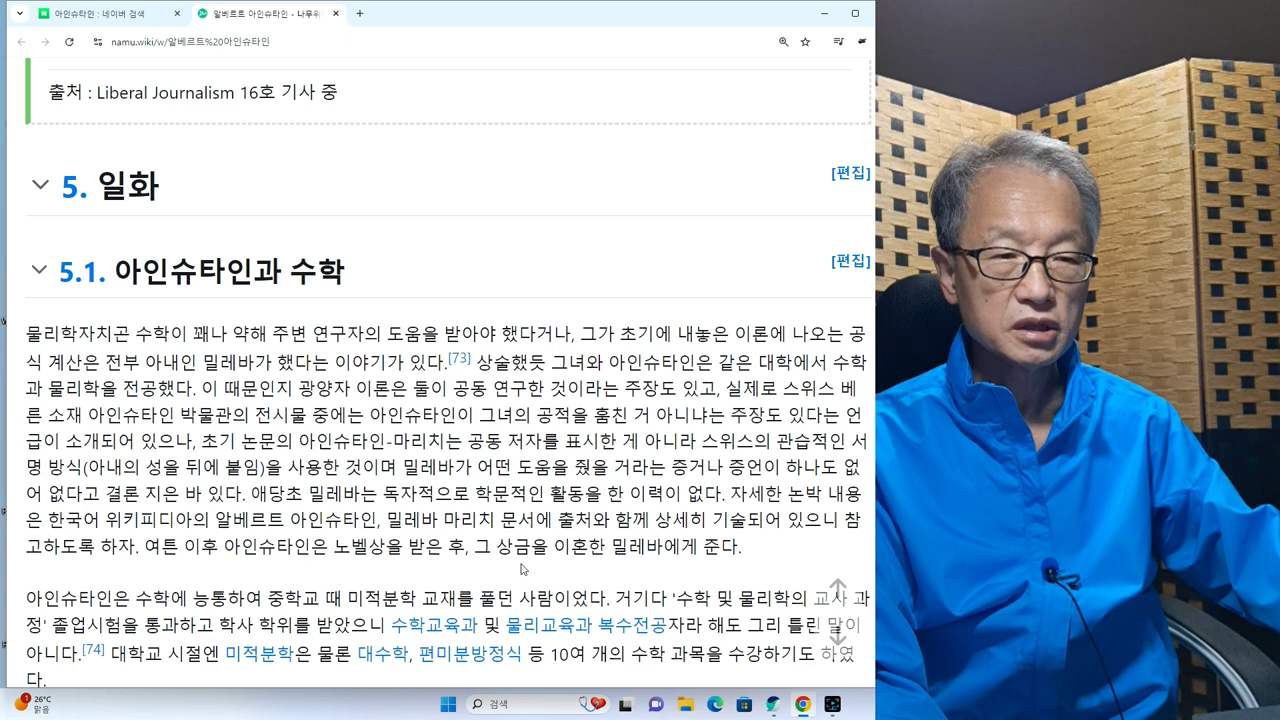 아인슈타인 : 네이버 검색
알베르트 아인슈타인 - 나무위
namu.wiki/w/알베르트%20아인슈타인
출처 : Liberal Journalism 16호 기사 중
5. 일화
[편집]
5.1. 아인슈타인과 수학
[편집]
물리학자치곤 수학이 꽤나 약해 주변 연구자의 도움을 받아야 했다거나, 그가 초기에 내놓은 이론에 나오는 공
식 계산은 전부 아내인 밀레바가 했다는 이야기가 있다.[73] 상술했듯 그녀와 아인슈타인은 같은 대학에서 수학
과 물리학을 전공했다. 이 때문인지 광양자 이론은 둘이 공동 연구한 것이라는 주장도 있고, 실제로 스위스 베
른 소재 아인슈타인 박물관의 전시물 중에는 아인슈타인이 그녀의 공적을 훔친 거 아니냐는 주장도 있다는 언
급이 소개되어 있으나, 초기 논문의 아인슈타인-마리치는 공동 저자를 표시한 게 아니라 스위스의 관습적인 서
명 방식(아내의 성을 뒤에 붙임)을 사용한 것이며 밀레바가 어떤 도움을 줬을 거라는 증거나 증언이 하나도 없
어 없다고 결론 지은 바 있다. 애당초 밀레바는 독자적으로 학문적인 활동을 한 이력이 없다. 자세한 논박 내용
은 한국어 위키피디아의 알베르트 아인슈타인, 밀레바 마리치 문서에 출처와 함께 상세히 기술되어 있으니 참
고하도록 하자. 여튼 이후 아인슈타인은 노벨상을 받은 후, 그 상금을 이혼한 밀레바에게 준다.
아인슈타인은 수학에 능통하여 중학교 때 미적분학 교재를 풀던 사람이었다. 거기다 '수학 및 물리학의 교사 과
정' 졸업시험을 통과하고 학사 학위를 받았으니 수학교육과 및 물리교육과 복수전공자라 해도 그리 틀린 말이
아니다.[74] 대학교 시절엔 미적분학은 물론 대수학, 편미분방정식 등 10여 개의 수학 과목을 수강하기도 하였
다.
1
26°C
맑음
검색